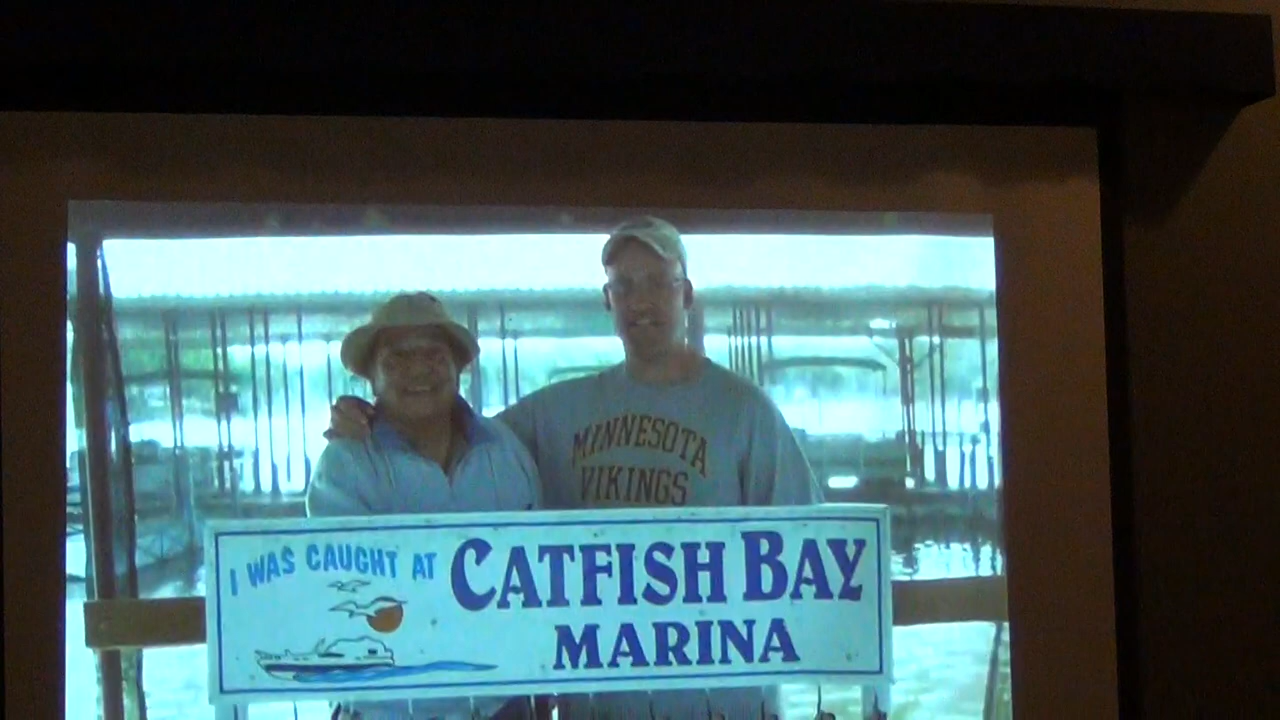 MINNESOTA
VIKINGS
I WAS CAUGHT AT
CATFISH BAY
MARINA